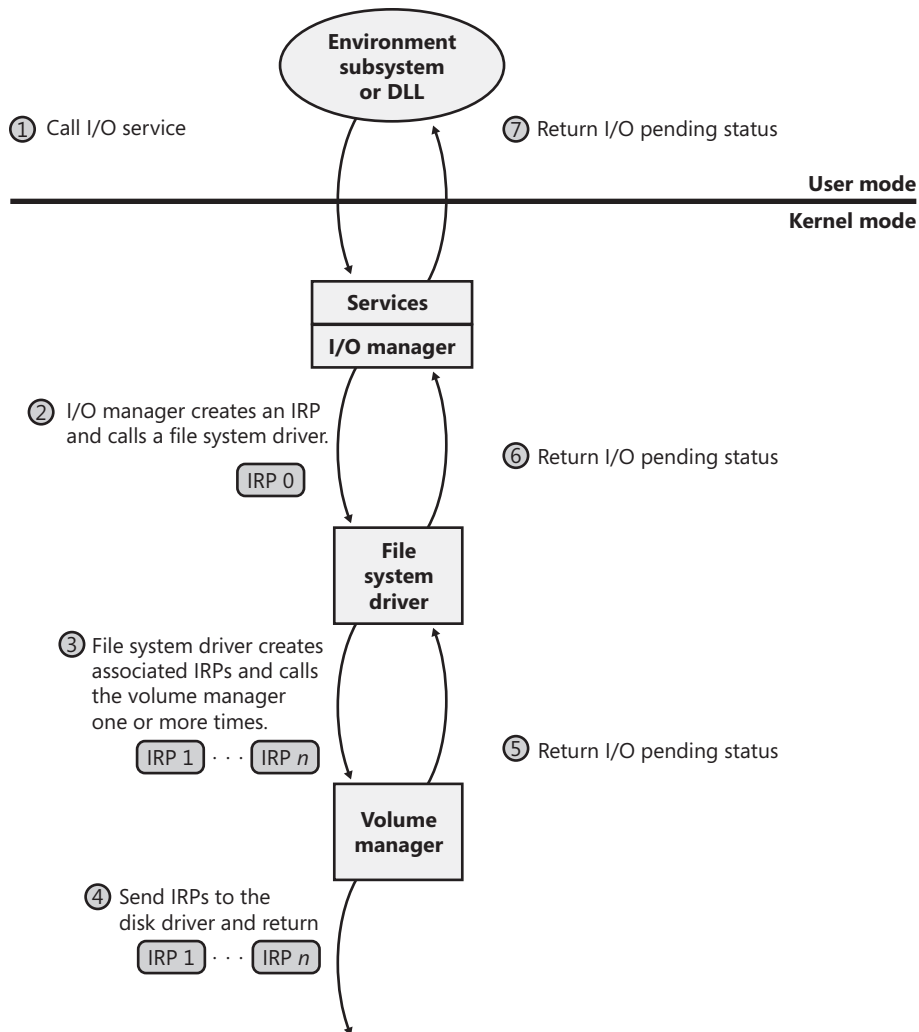 Environment
subsystem
or DLL
1 Call I/O service
7 Return I/O pending status
User mode
Kernel mode
Services
I/O manager
2 I/O manager creates an IRP
and calls a file system driver.
IRP 0
6 Return I/O pending status
File
system
driver
3 File system driver creates
associated IRPs and calls
the volume manager
one or more times.
IRP 1 · · · IRP n
5 Return I/O pending status
Volume
manager
4 Send IRPs to the
disk driver and return
IRP 1 · · · IRP n